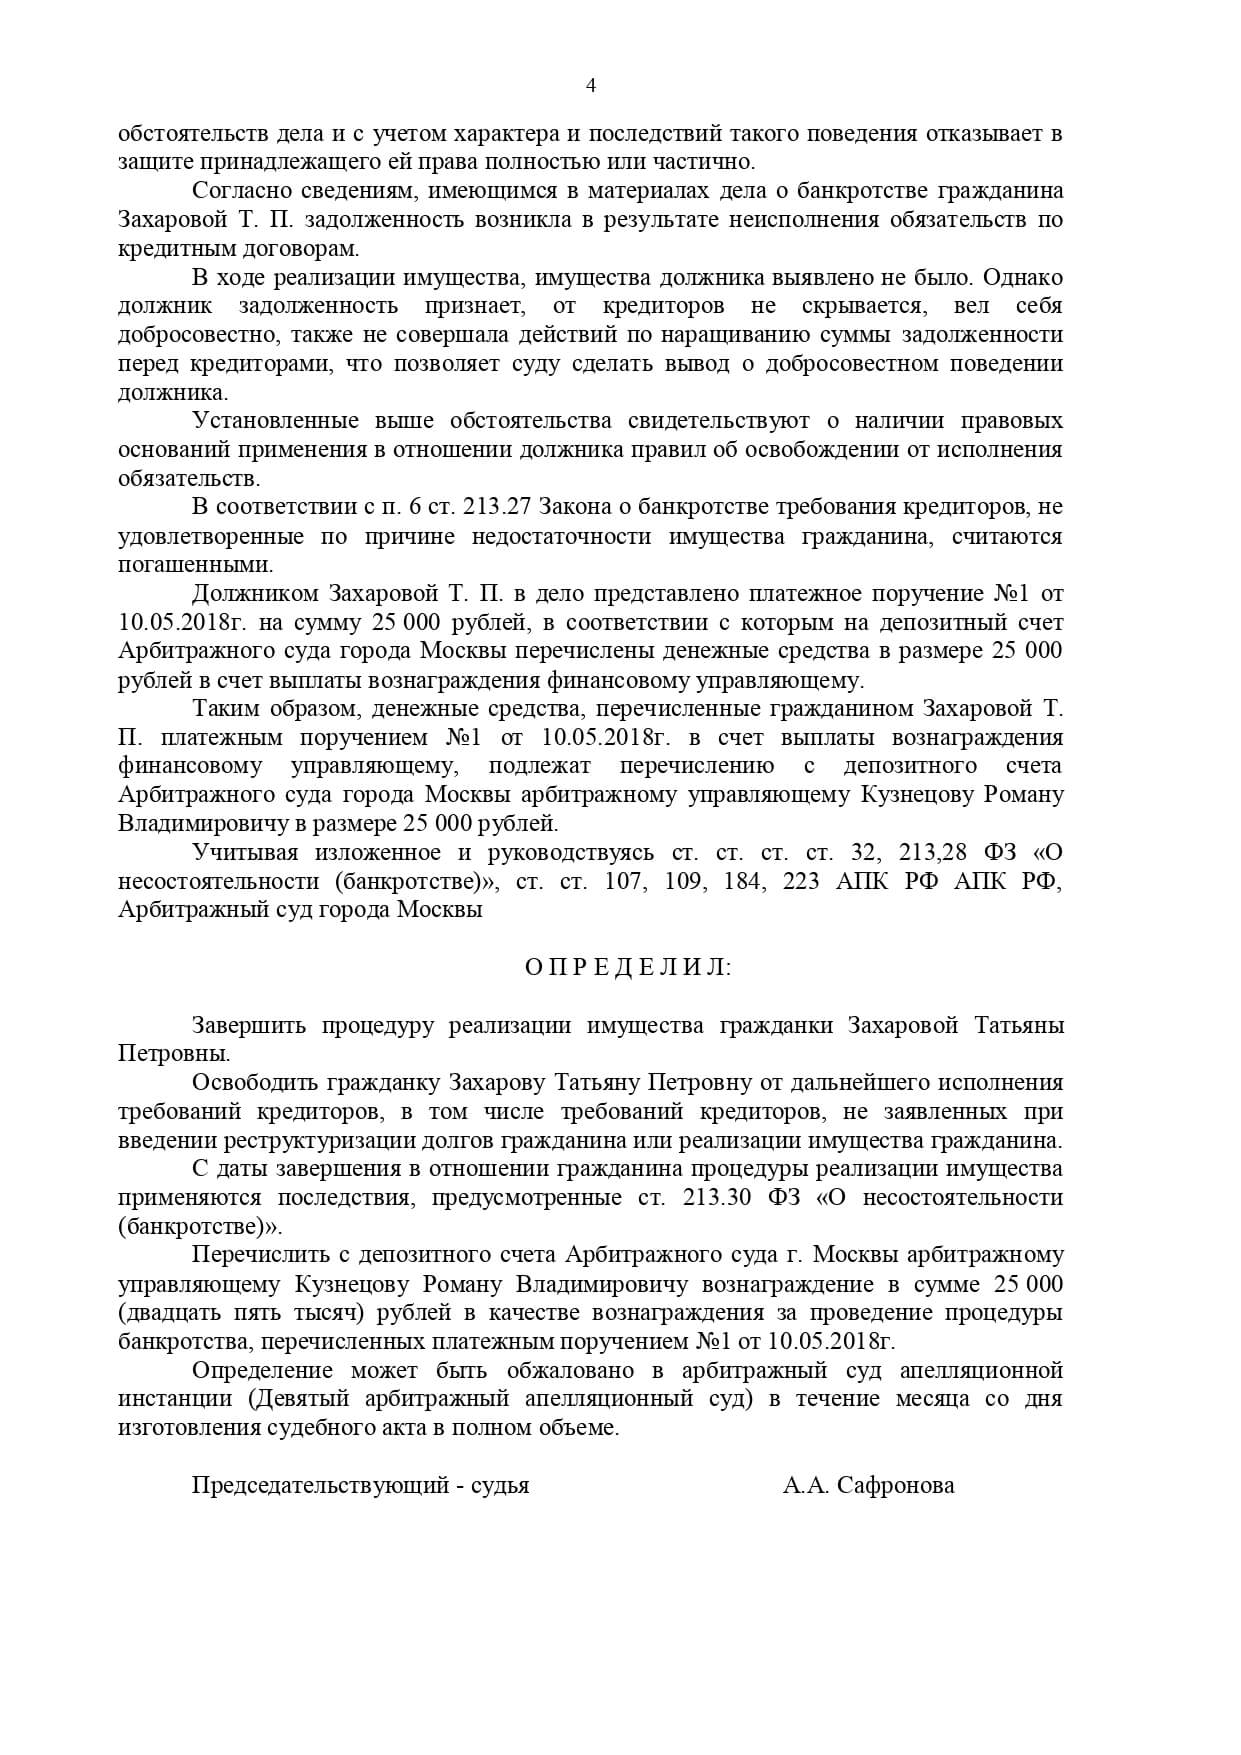 4
обстоятельств дела и с учетом характера и последствий такого поведения отказывает в
защите принадлежащего ей права полностью или частично.
Согласно сведениям, имеющимся в материалах дела о банкротстве гражданина
Захаровой Т. П. задолженность возникла в результате неисполнения обязательств по
кредитным договорам.
В ходе реализации имущества, имущества должника выявлено не было. Однако
должник задолженность признает, от кредиторов не скрывается, вел себя
добросовестно, также не совершала действий по наращиванию суммы задолженности
перед кредиторами, что позволяет суду сделать вывод о добросовестном поведении
должника.
Установленные выше обстоятельства свидетельствуют о наличии правовых
оснований применения в отношении должника правил об освобождении от исполнения
обязательств.
В соответствии с п. 6 ст. 213.27 Закона о банкротстве требования кредиторов, не
удовлетворенные по причине недостаточности имущества гражданина, считаются
погашенными.
Должником Захаровой Т. П. в дело представлено платежное поручение №1 от
10.05.2018г. на сумму 25 000 рублей, в соответствии с которым на депозитный счет
Арбитражного суда города Москвы перечислены денежные средства в размере 25 000
рублей в счет выплаты вознаграждения финансовому управляющему.
Таким образом, денежные средства, перечисленные гражданином Захаровой Т.
П. платежным поручением №1 от 10.05.2018г. в счет выплаты вознаграждения
финансовому управляющему, подлежат перечислению с депозитного счета
Арбитражного суда города Москвы арбитражному управляющему Кузнецову Роману
Владимировичу в размере 25 000 рублей.
Учитывая изложенное и руководствуясь ст. ст. ст. ст. 32, 213,28 ФЗ «О
несостоятельности (банкротстве)», ст. ст. 107, 109, 184, 223 АПК РФ АПК РФ,
Арбитражный суд города Москвы
О П Р Е Д Е Л И Л:
Завершить процедуру реализации имущества гражданки Захаровой Татьяны
Петровны.
Освободить гражданку Захарову Татьяну Петровну от дальнейшего исполнения
требований кредиторов, в том числе требований кредиторов, не заявленных при
введении реструктуризации долгов гражданина или реализации имущества гражданина.
С даты завершения в отношении гражданина процедуры реализации имущества
применяются последствия, предусмотренные ст. 213.30 ФЗ «О несостоятельности
(банкротстве)».
Перечислить с депозитного счета Арбитражного суда г. Москвы арбитражному
управляющему Кузнецову Роману Владимировичу вознаграждение в сумме 25 000
(двадцать пять тысяч) рублей в качестве вознаграждения за проведение процедуры
банкротства, перечисленных платежным поручением №1 от 10.05.2018г.
Определение может быть обжаловано в арбитражный суд апелляционной
инстанции (Девятый арбитражный апелляционный суд) в течение месяца со дня
изготовления судебного акта в полном объеме.
Председательствующий - судья А.А. Сафронова